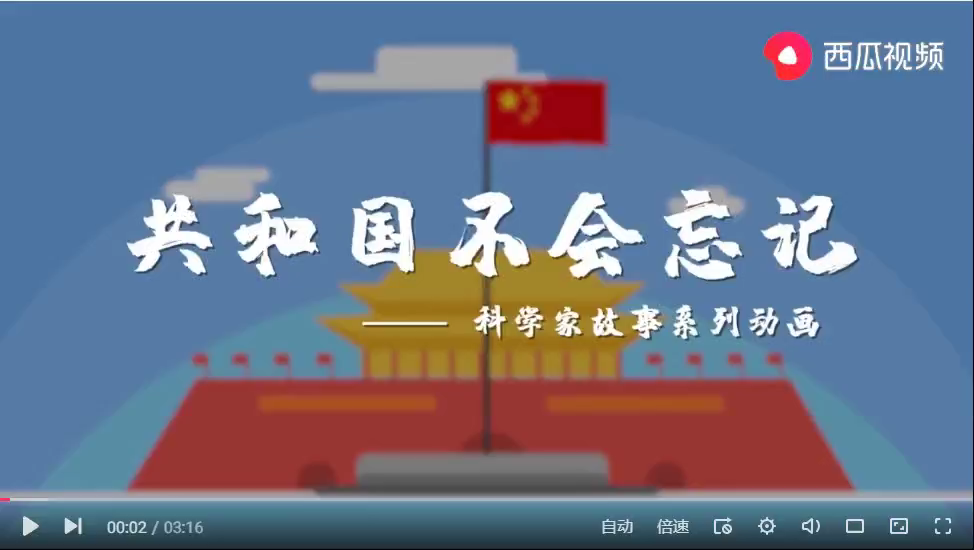 西瓜视频
共和国不会忘记
—— 科学家故事系列动画
00:02 / 03:16
自动 倍速